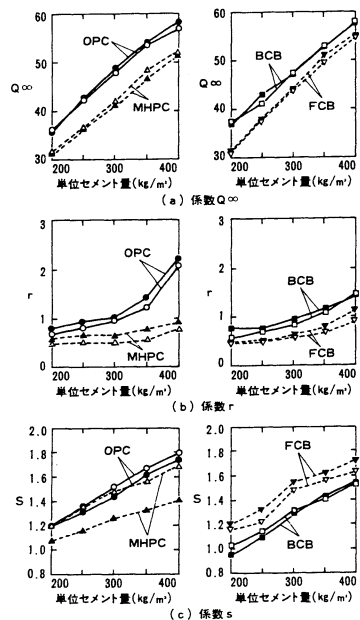 60
50
Q∞
40
30
OPC
MHPC
200 300 400
単位セメント量(kg/m³)
60
50
Q∞
40
30
BCB
FCB
200 300 400
単位セメント量(kg/m³)
(a) 係数Q∞
3
2
r
1
0
OPC
MHPC
200 300 400
単位セメント量(kg/m³)
3
2
r
1
0
BCB
FCB
200 300 400
単位セメント量(kg/m³)
(b) 係数r
2.0
1.8
1.6
S
1.4
1.2
1.0
0.8
OPC
MHPC
200 300 400
単位セメント量(kg/m³)
2.0
1.8
1.6
S
1.4
1.2
1.0
0.8
FCB
BCB
200 300 400
単位セメント量(kg/m³)
(c) 係数s